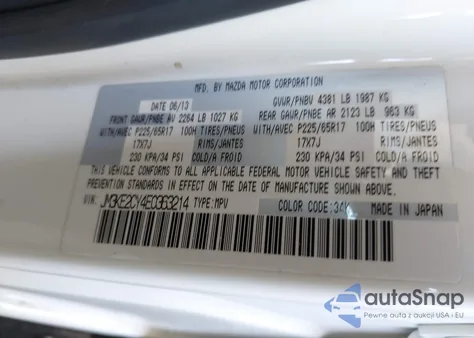 MFD. BY MAZDA MOTOR CORPORATION
DATE 06/13 GVWR/PNBV 4381 LB 1987 KG
FRONT GAWR/PNBE AV 2264 LB 1027 KG REAR GAWR/PNBE AR 2123 LB 963 KG
WITH/AVEC P225/65R17 100H TIRES/PNEUS WITH/AVEC P225/65R17 100H TIRES/PNEUS
17X7J RIMS/JANTES 17X7J RIMS/JANTES
230 KPA/34 PSI COLD/A FROID 230 KPA/34 PSI COLD/A FROID
THIS VEHICLE CONFORMS TO ALL APPLICABLE FEDERAL MOTOR VEHICLE SAFETY, BUMPER, AND THEFT
PREVENTION STANDARDS IN EFFECT ON THE DATE OF MANUFACTURE SHOWN ABOVE.
VIN: JM3KE2CY4E0363214 TYPE:MPV COLOR CODE:34K MADE IN JAPAN
autoSnap
Pewne auta z aukcji USA i EU